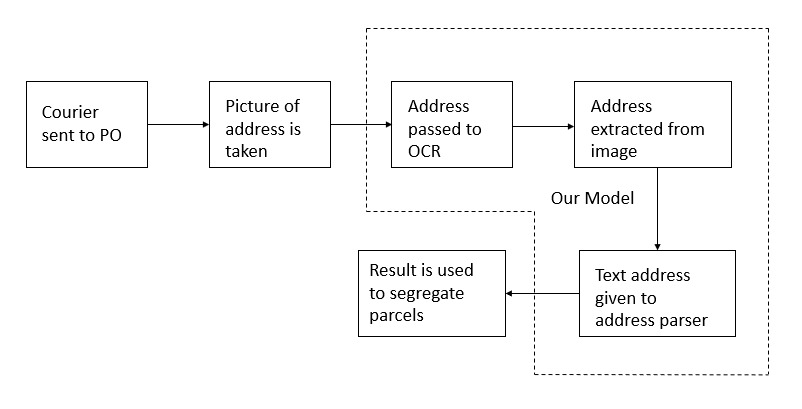 Courier
sent to PO
Picture of
address is
taken
Address
passed to
OCR
Address
extracted from
image
Our Model
Text address
given to
address parser
Result is used
to segregate
parcels